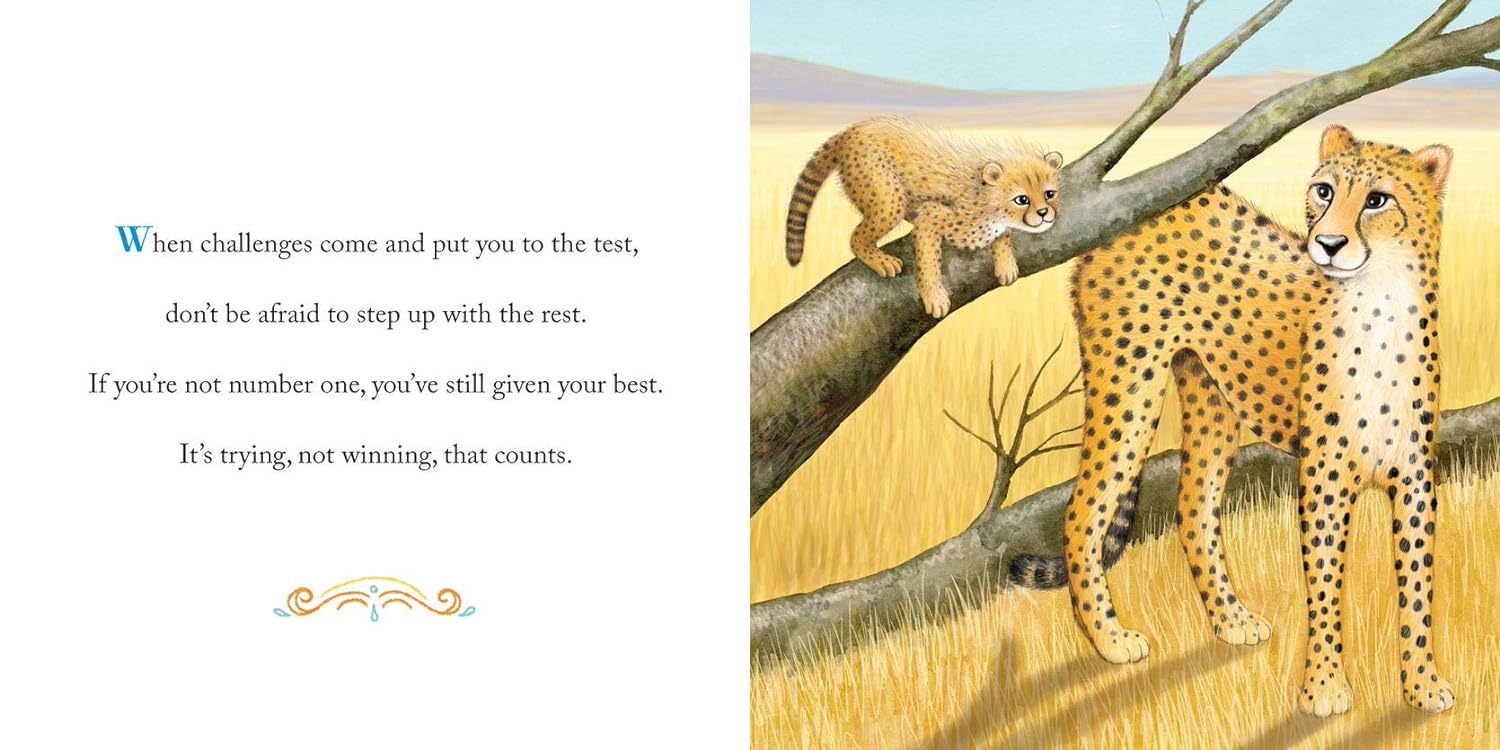 When challenges come and put you to the test,
don’t be afraid to step up with the rest.
If you’re not number one, you’ve still given your best.
It’s trying, not winning, that counts.